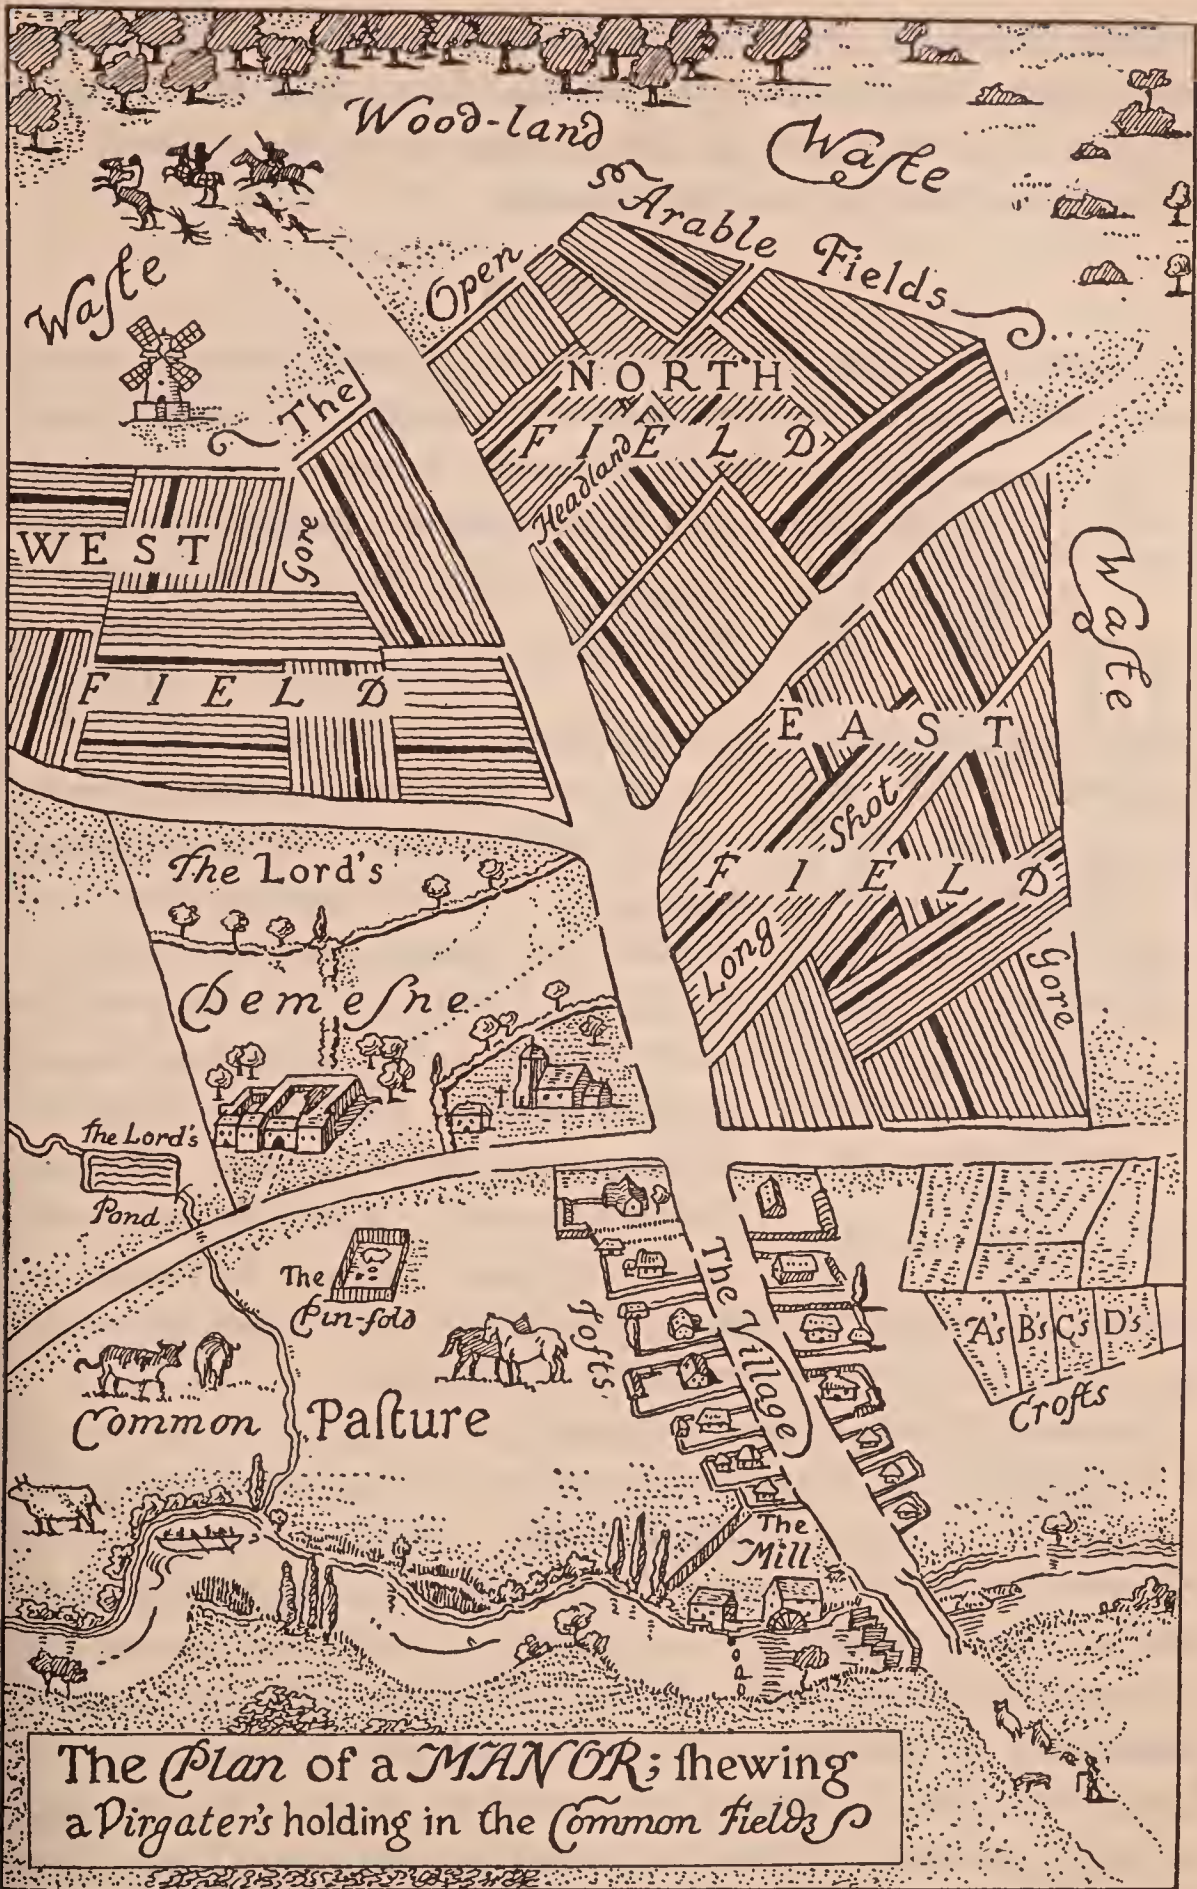 Wood-land
Waſte
Waſte
The Open Arable Fields
NORTH
FIELD
Headland
WEST
FIELD
Gore
Waſte
EAST
FIELD
Long Shot
Gore
The Lord's
Demeſne
The Lord's
Pond
The
Pin-fold
Tofts
The Village
A's B's C's D's
Crofts
Common Paſture
The
Mill
The Plan of a MANOR; ſhewing
a Virgater's holding in the Common Fields